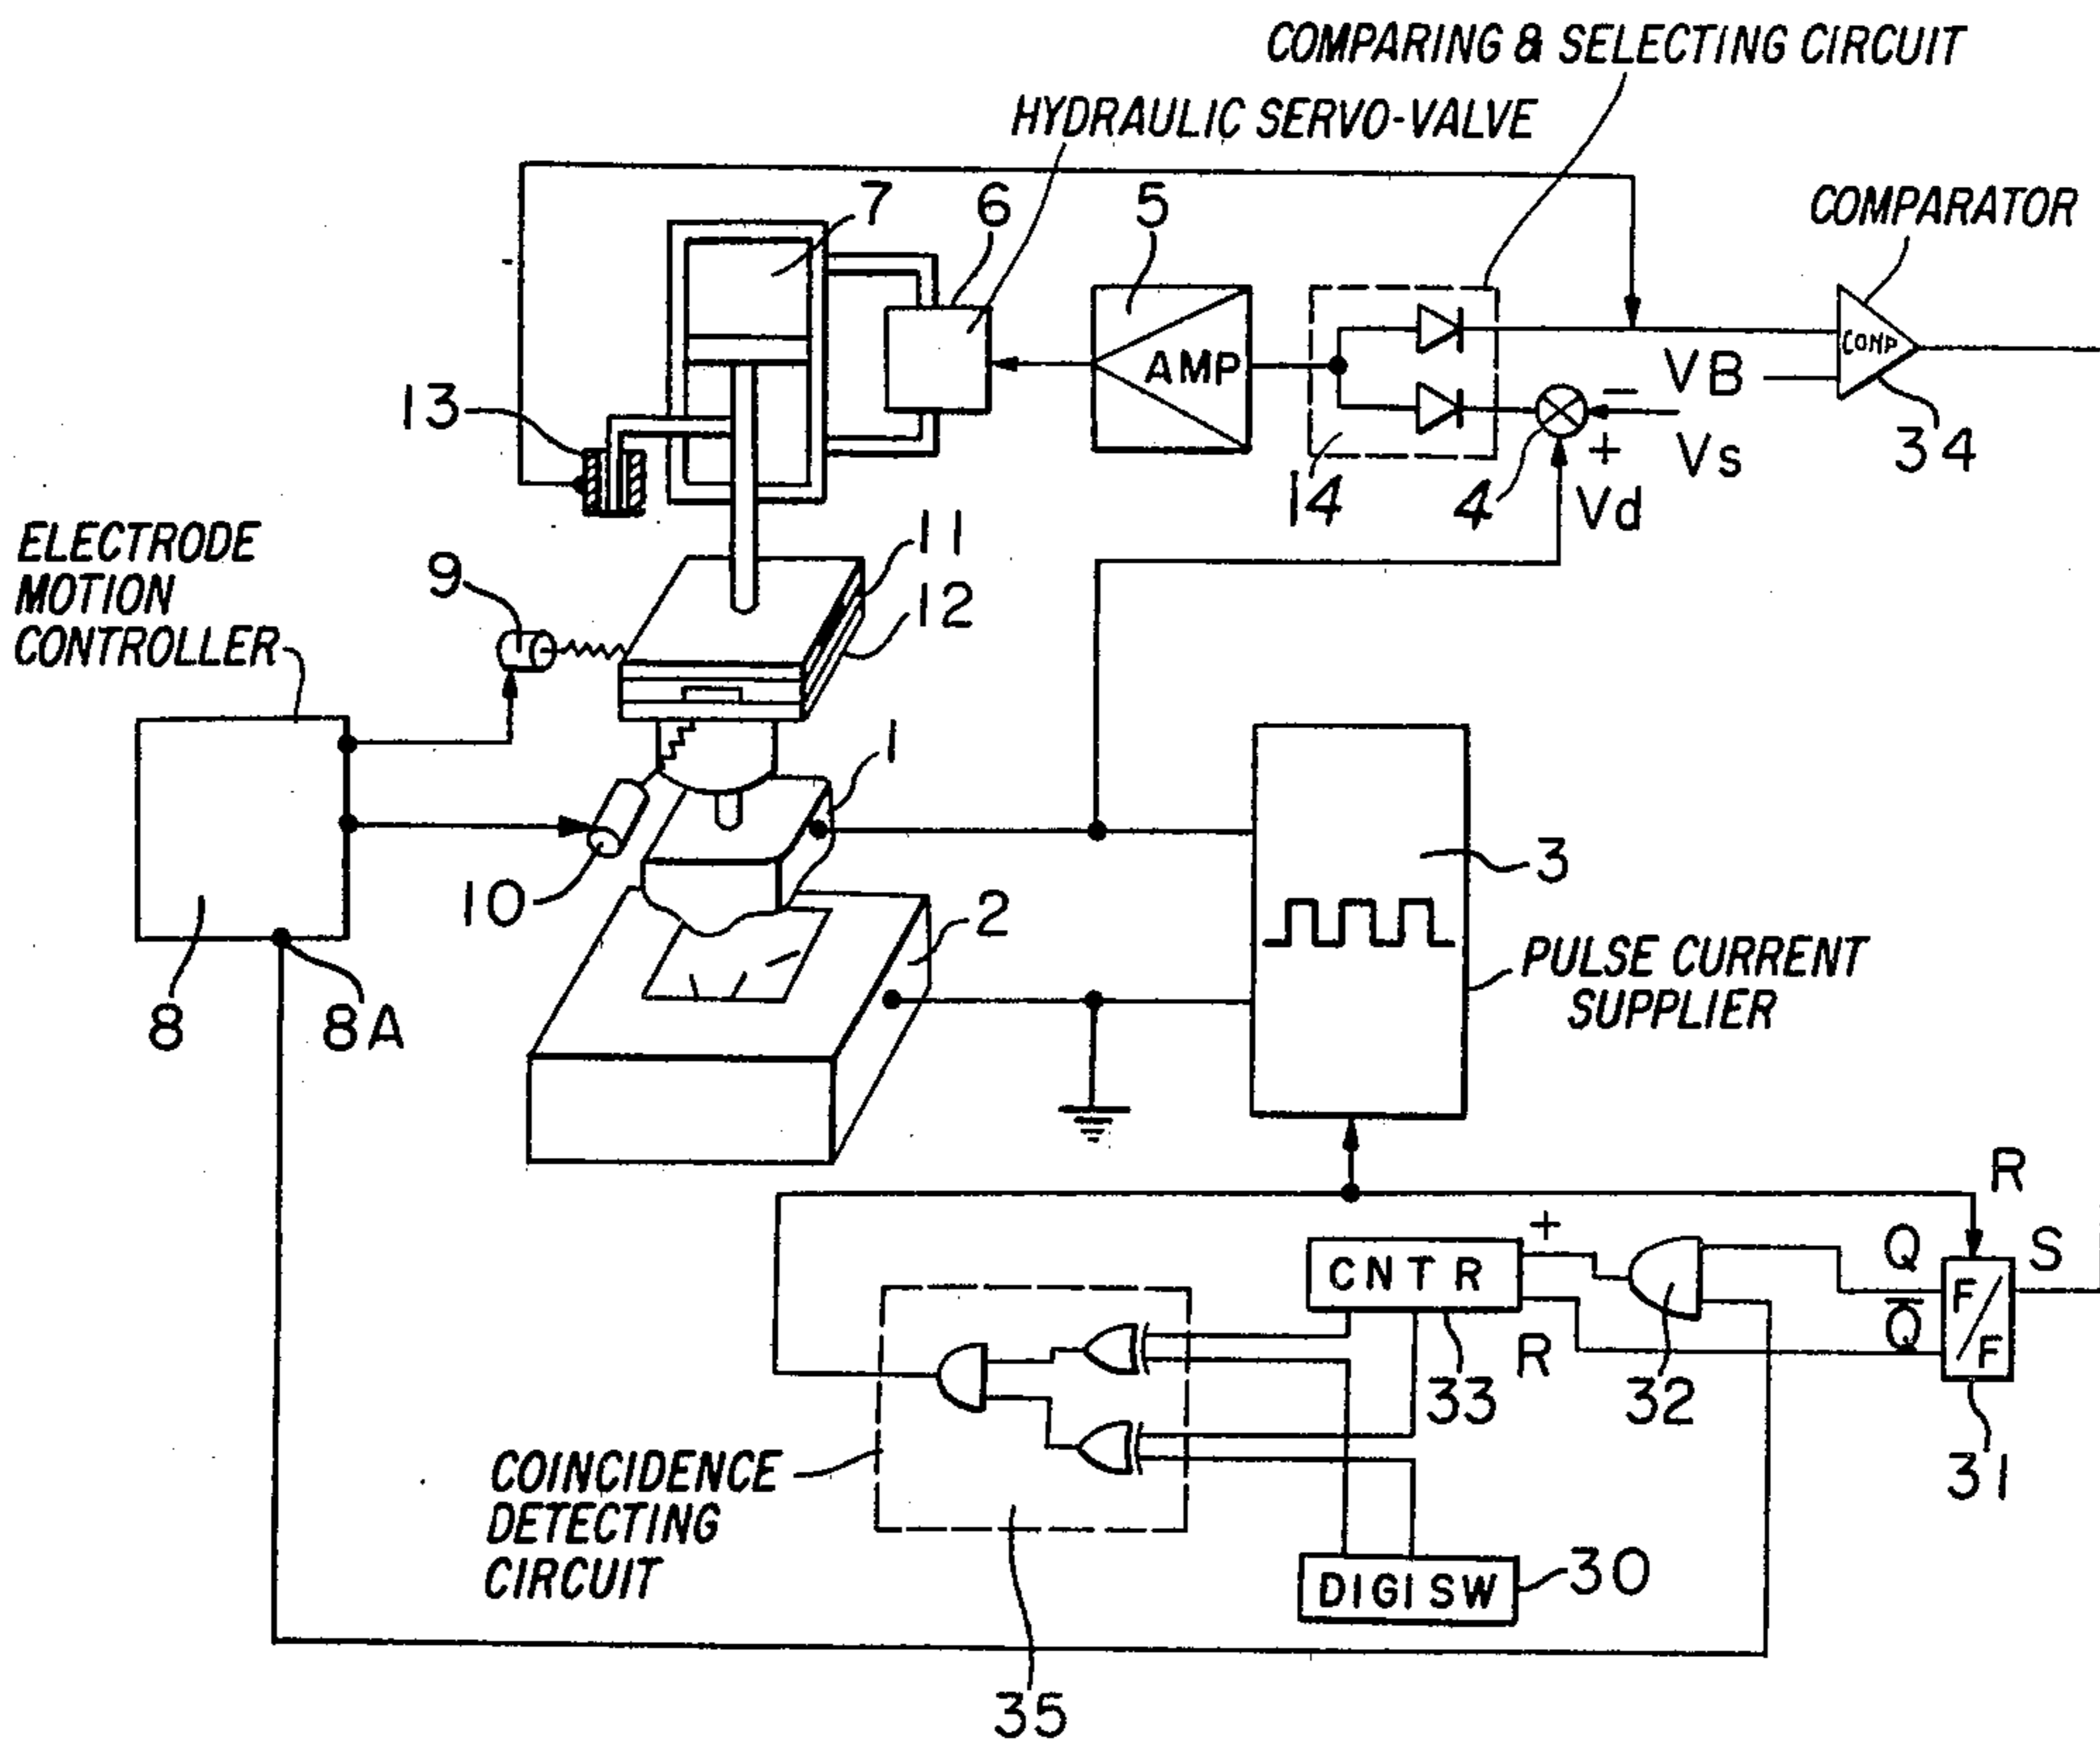 COMPARING & SELECTING CIRCUIT
HYDRAULIC SERVO-VALVE
7
6
5
COMPARATOR
AMP
COMP
VB
−
+
Vs
Vd
13
14
4
34
ELECTRODE
MOTION
CONTROLLER
9
11
12
1
3
10
2
8
8A
PULSE CURRENT
SUPPLIER
R
+
Q
S
CNTR
F/F
Q̅
R
33
32
31
COINCIDENCE
DETECTING
CIRCUIT
DIGI SW
30
35